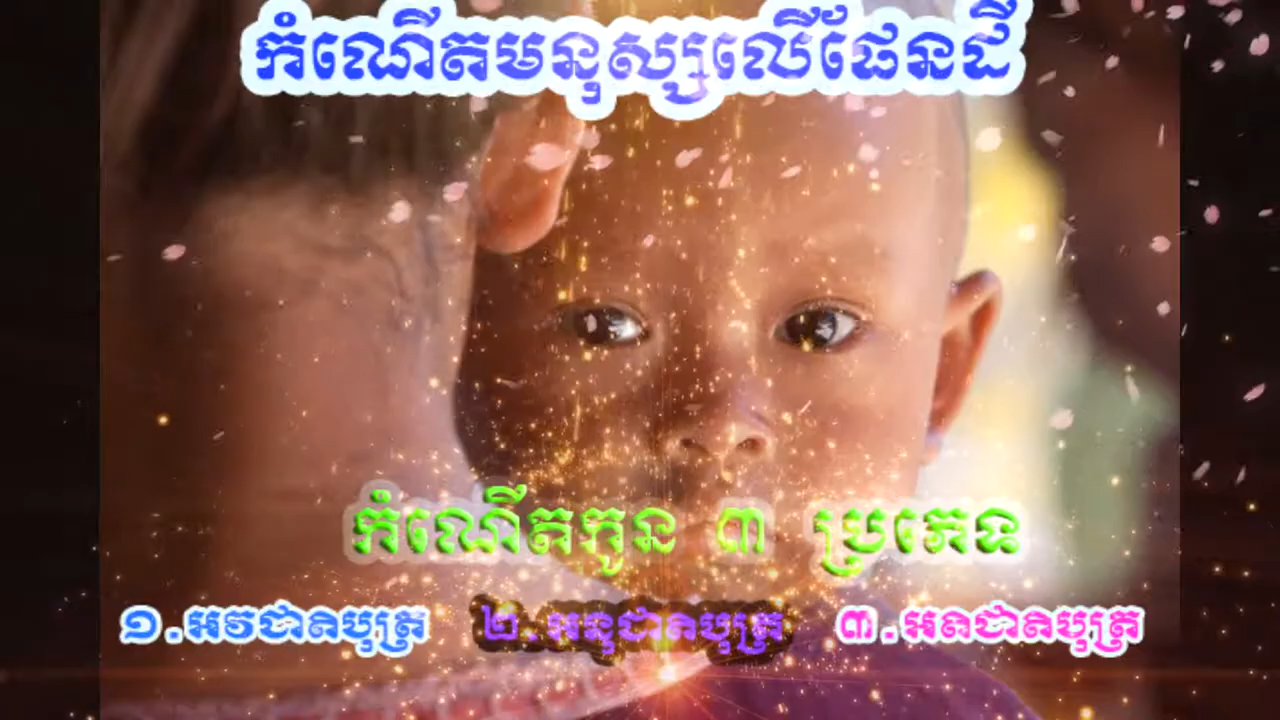 កំណើតមនុស្សលើផែនដី
កំណើតកូន ៣ ប្រភេទ
១.អវជាតិបុត្រ ២.អនុជាតិបុត្រ ៣.អតិជាតិបុត្រ